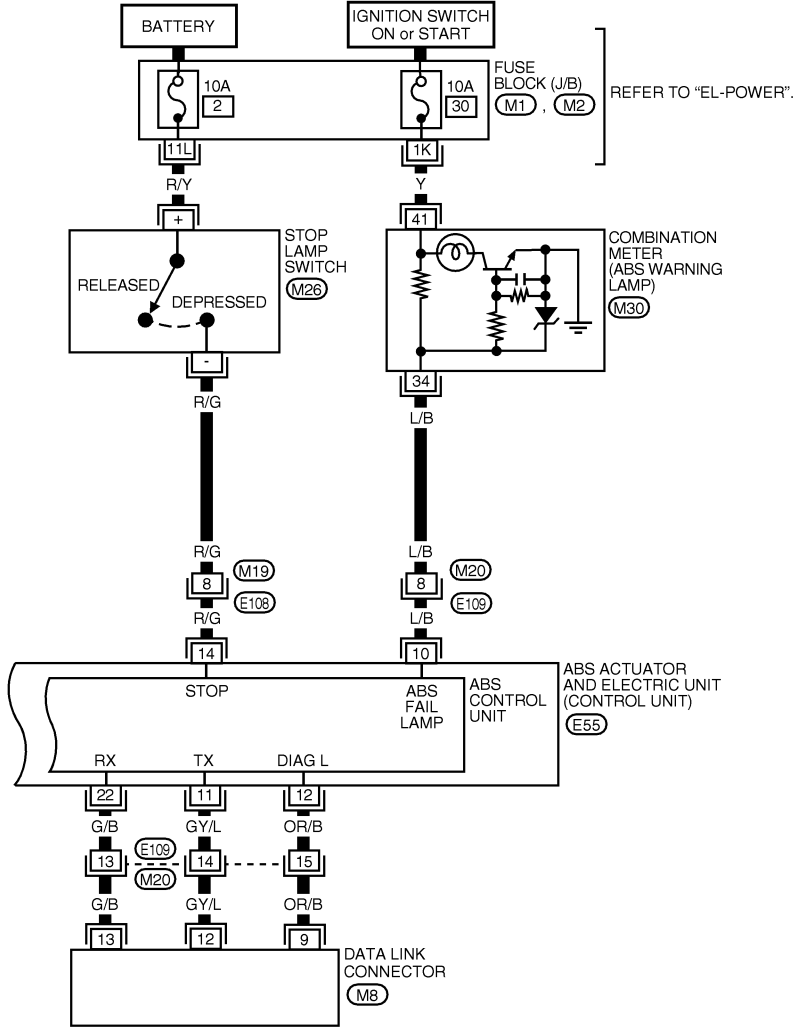 BATTERY
IGNITION SWITCH
ON or START
FUSE
BLOCK (J/B)
M1 , M2
REFER TO “EL-POWER”.
10A
2
10A
30
11L
1K
R/Y
Y
+
41
STOP
LAMP
SWITCH
M26
RELEASED
DEPRESSED
COMBINATION
METER
(ABS WARNING
LAMP)
M30
-
34
R/G
L/B
R/G
L/B
8
M19
E108
8
M20
E109
R/G
L/B
14
10
STOP
ABS
FAIL
LAMP
ABS
CONTROL
UNIT
ABS ACTUATOR
AND ELECTRIC UNIT
(CONTROL UNIT)
E55
RX
TX
DIAG L
22
11
12
G/B
GY/L
OR/B
13
E109
M20
14
15
G/B
GY/L
OR/B
13
12
9
DATA LINK
CONNECTOR
M8